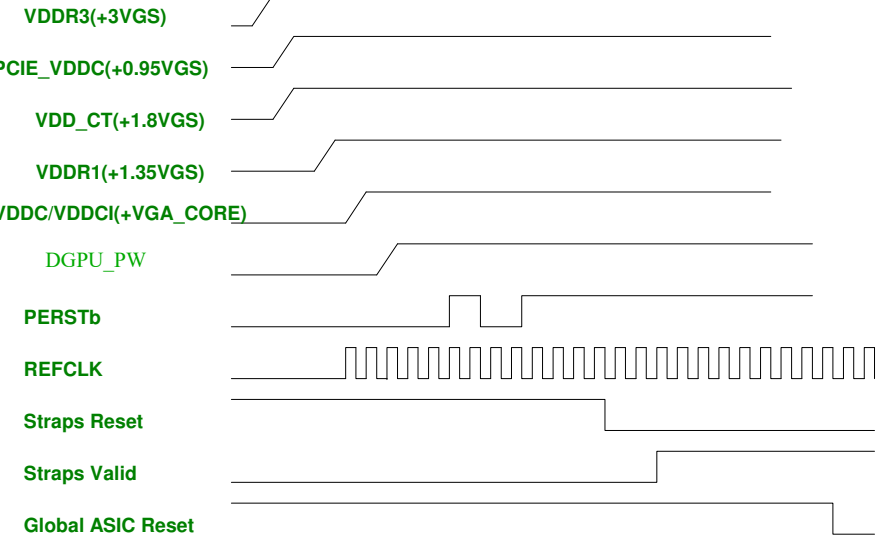 VDDR3(+3VGS)
PCIE_VDDC(+0.95VGS)
VDD_CT(+1.8VGS)
VDDR1(+1.35VGS)
VDDC/VDDCI(+VGA_CORE)
DGPU_PW
PERSTb
REFCLK
Straps Reset
Straps Valid
Global ASIC Reset